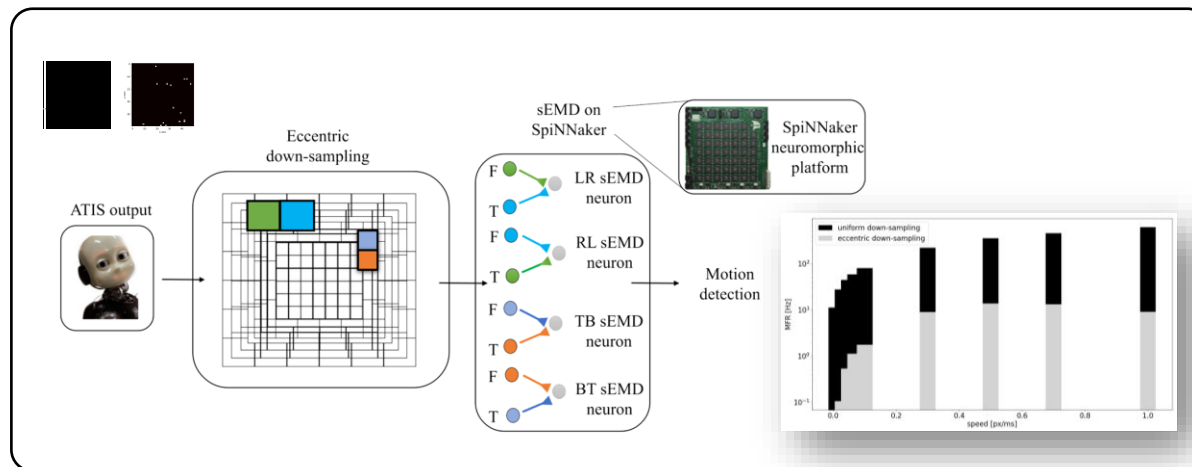 sEMD on
SpiNNaker
SpiNNaker
neuromorphic
platform
Eccentric
down-sampling
ATIS output
F
LR sEMD
neuron
T
F
RL sEMD
neuron
T
F
TB sEMD
neuron
T
F
BT sEMD
neuron
T
Motion
detection
uniform down-sampling
eccentric down-sampling
MFR [Hz]
10²
10¹
10⁰
10⁻¹
0.0 0.2 0.4 0.6 0.8 1.0
speed [px/ms]